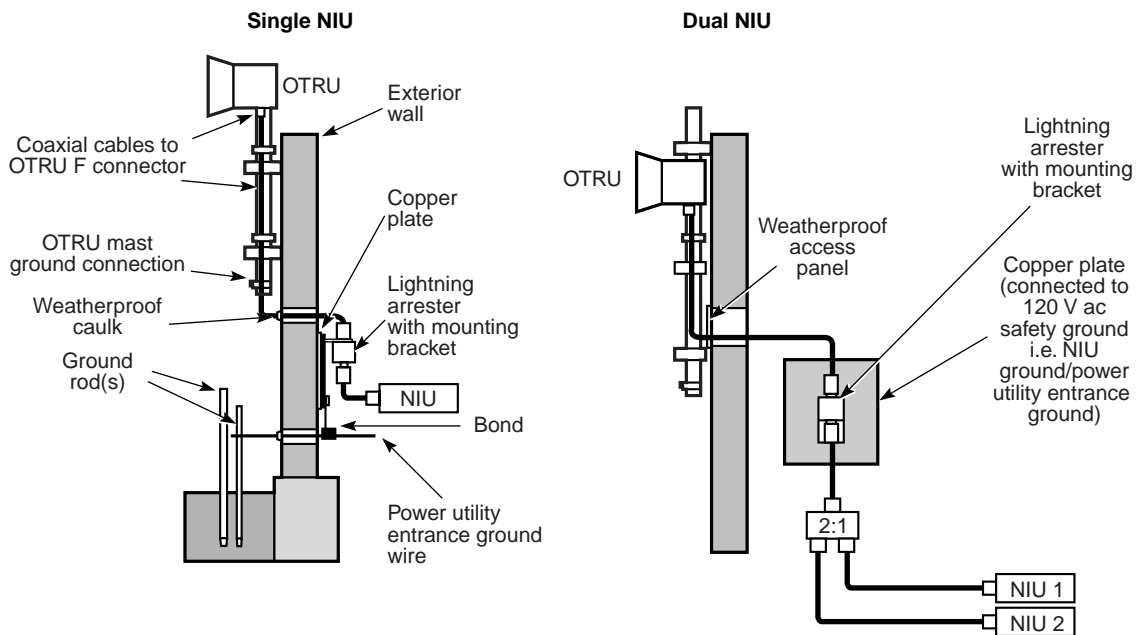 Single NIU
OTRU
Exterior
wall
Coaxial cables to
OTRU F connector
Copper
plate
OTRU mast
ground connection
Lightning
arrester
with mounting
bracket
Weatherproof
caulk
Ground
rod(s)
NIU
Bond
Power utility
entrance ground
wire
Dual NIU
OTRU
Lightning
arrester
with mounting
bracket
Weatherproof
access
panel
Copper plate
(connected to
120 V ac
safety ground
i.e. NIU
ground/power
utility entrance
ground)
2:1
NIU 1
NIU 2